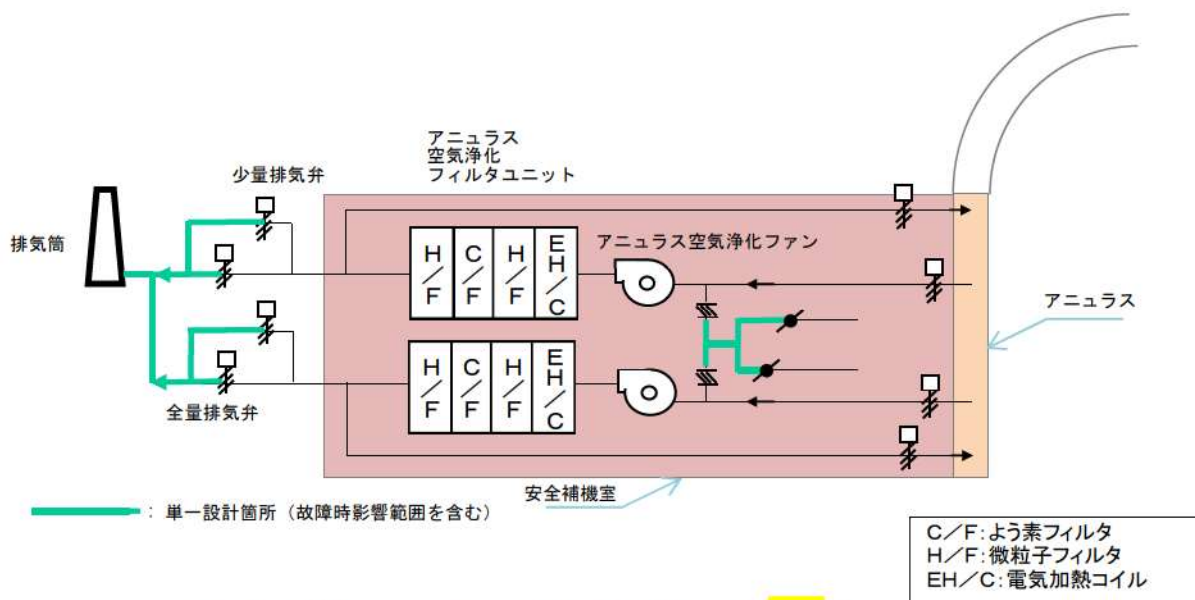 アニュラス
空気浄化
フィルタユニット
少量排気弁
排気筒
アニュラス空気浄化ファン
H/F
C/F
H/F
EH/C
アニュラス
H/F
C/F
H/F
EH/C
全量排気弁
安全補機室
：単一設計箇所（故障時影響範囲を含む）
C／F：よう素フィルタ
H／F：微粒子フィルタ
EH／C：電気加熱コイル